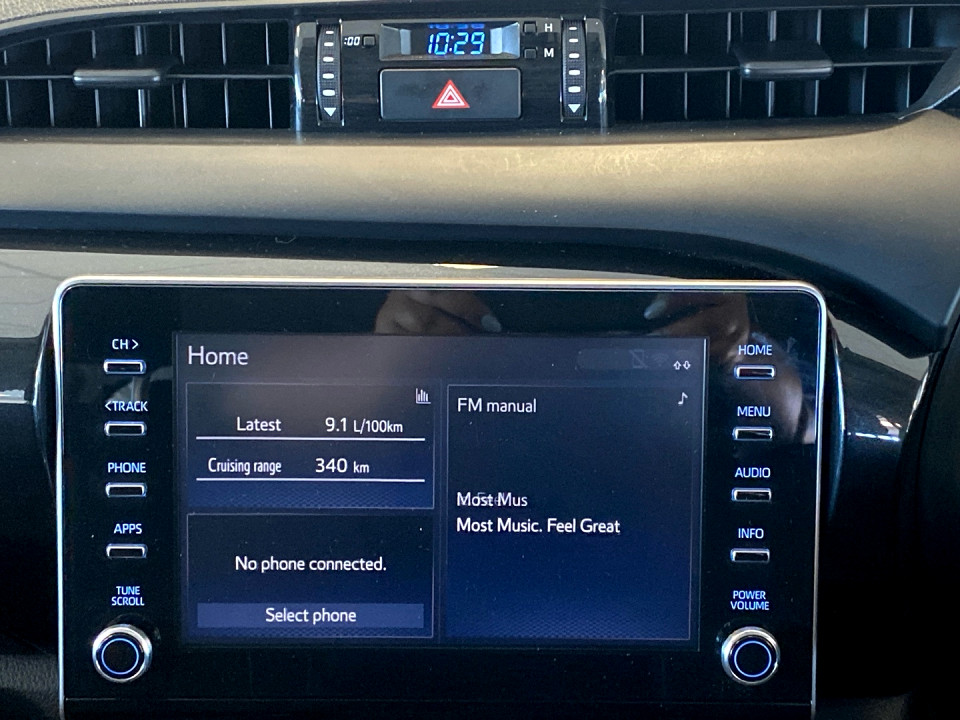 :00
10:29
H
M
CH >
<TRACK
PHONE
APPS
TUNE
SCROLL
Home
Latest 9.1 L/100km
Cruising range 340 km
No phone connected.
Select phone
FM manual
Most Mus
Most Music. Feel Great
HOME
MENU
AUDIO
INFO
POWER
VOLUME